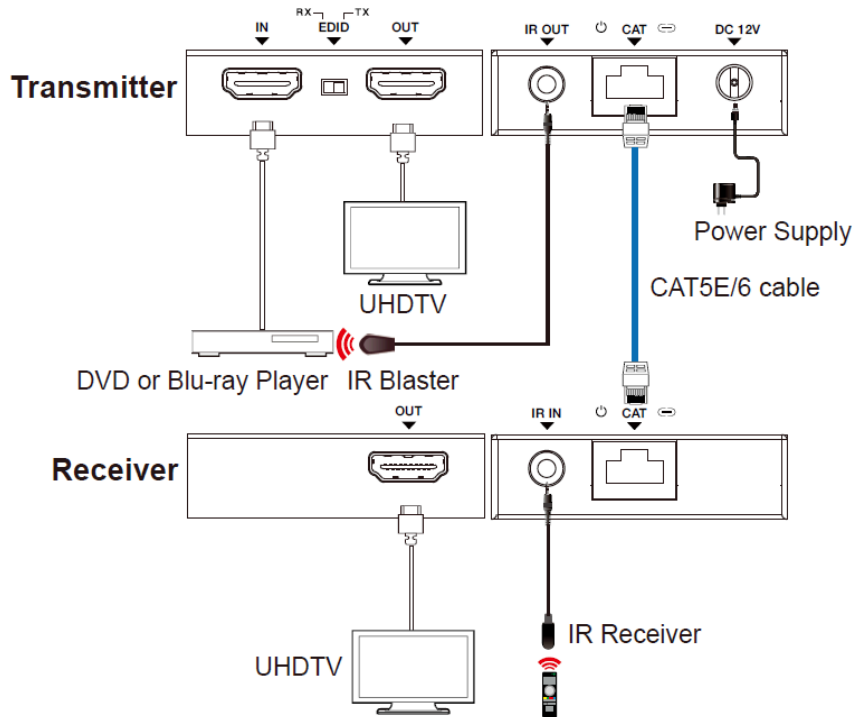 RX TX
IN EDID OUT
IR OUT CAT DC 12V
Transmitter
Power Supply
UHDTV
CAT5E/6 cable
DVD or Blu-ray Player IR Blaster
OUT
IR IN CAT
Receiver
IR Receiver
UHDTV